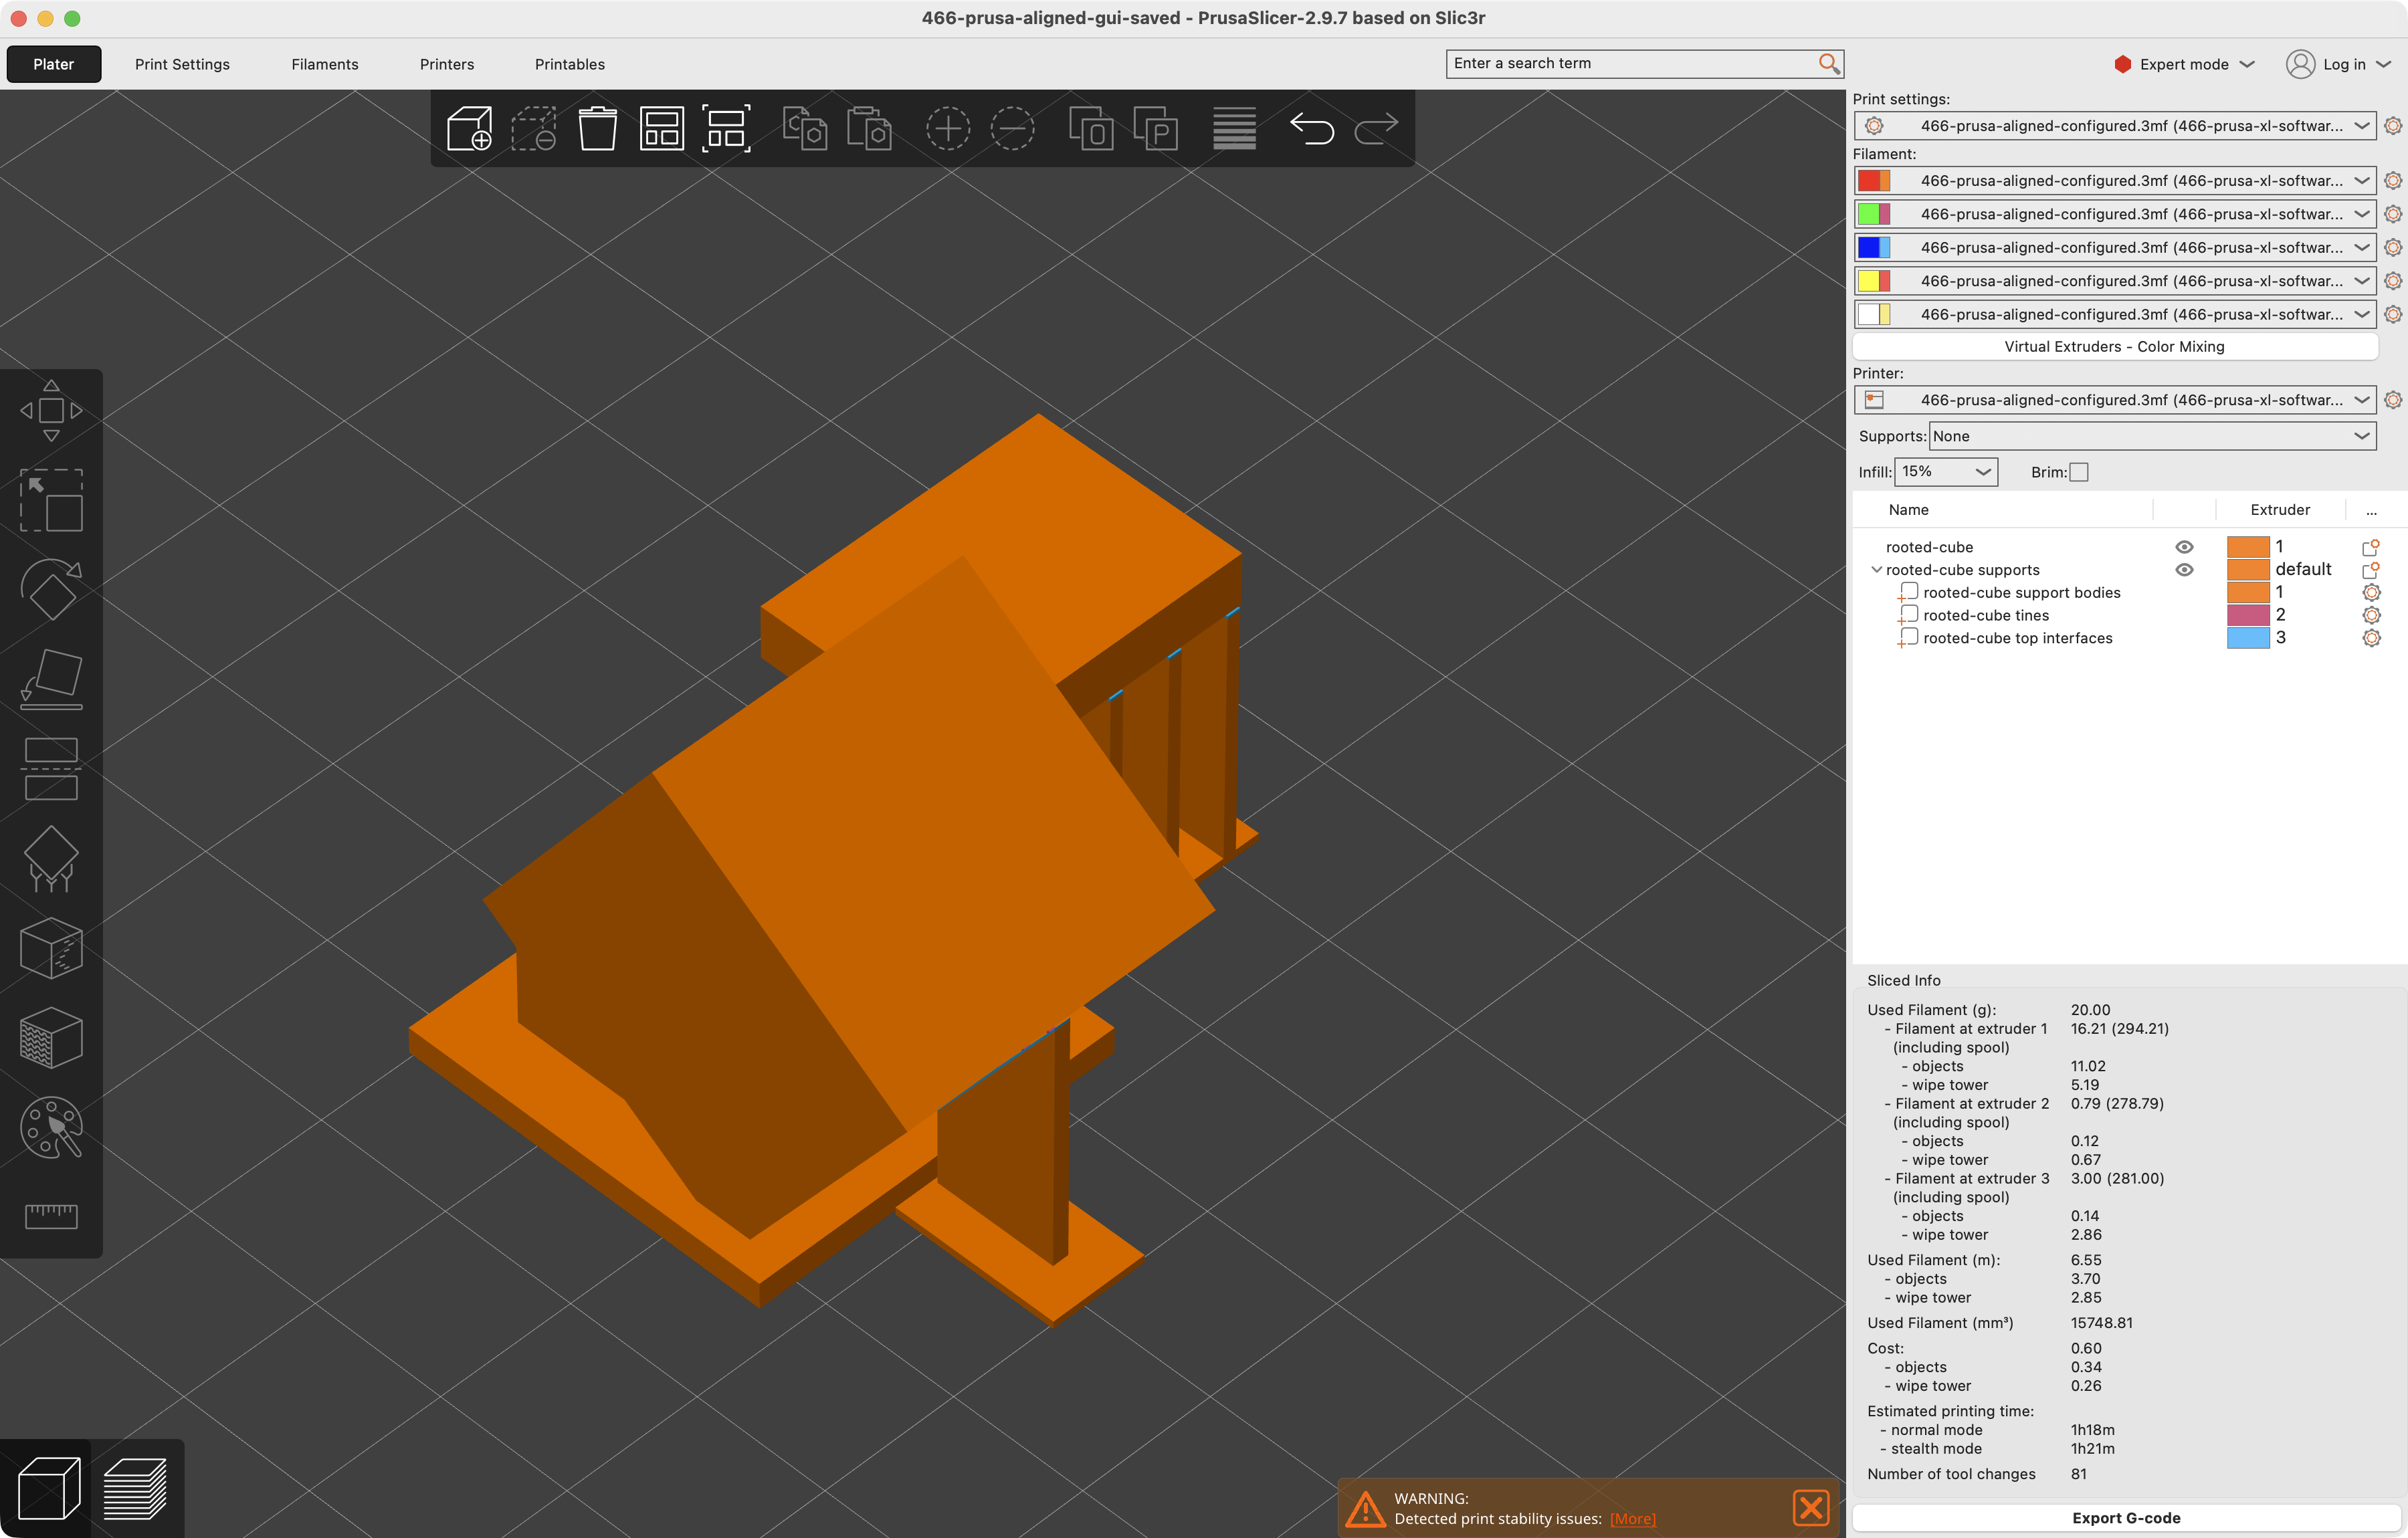 466-prusa-aligned-gui-saved - PrusaSlicer-2.9.7 based on Slic3r
Plater
Print Settings
Filaments
Printers
Printables
Enter a search term
Expert mode
Log in
Print settings:
466-prusa-aligned-configured.3mf (466-prusa-xl-softwar...
Filament:
466-prusa-aligned-configured.3mf (466-prusa-xl-softwar...
466-prusa-aligned-configured.3mf (466-prusa-xl-softwar...
466-prusa-aligned-configured.3mf (466-prusa-xl-softwar...
466-prusa-aligned-configured.3mf (466-prusa-xl-softwar...
466-prusa-aligned-configured.3mf (466-prusa-xl-softwar...
Virtual Extruders - Color Mixing
Printer:
466-prusa-aligned-configured.3mf (466-prusa-xl-softwar...
Supports: None
Infill: 15% Brim:
Name Extruder ...
rooted-cube 1
rooted-cube supports default
rooted-cube support bodies 1
rooted-cube tines 2
rooted-cube top interfaces 3
Sliced Info
Used Filament (g): 20.00
- Filament at extruder 1 16.21 (294.21)
(including spool)
- objects 11.02
- wipe tower 5.19
- Filament at extruder 2 0.79 (278.79)
(including spool)
- objects 0.12
- wipe tower 0.67
- Filament at extruder 3 3.00 (281.00)
(including spool)
- objects 0.14
- wipe tower 2.86
Used Filament (m): 6.55
- objects 3.70
- wipe tower 2.85
Used Filament (mm³) 15748.81
Cost: 0.60
- objects 0.34
- wipe tower 0.26
Estimated printing time:
- normal mode 1h18m
- stealth mode 1h21m
Number of tool changes 81
WARNING:
Detected print stability issues: [More]
Export G-code